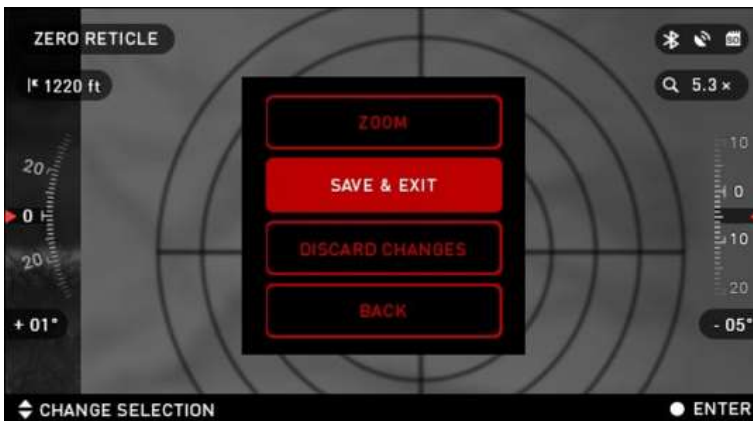 ZERO RETICLE
SD
1220 ft
5.3 ×
ZOOM
SAVE & EXIT
DISCARD CHANGES
BACK
20
0
20
+ 01°
10
0
10
20
- 05°
CHANGE SELECTION
ENTER